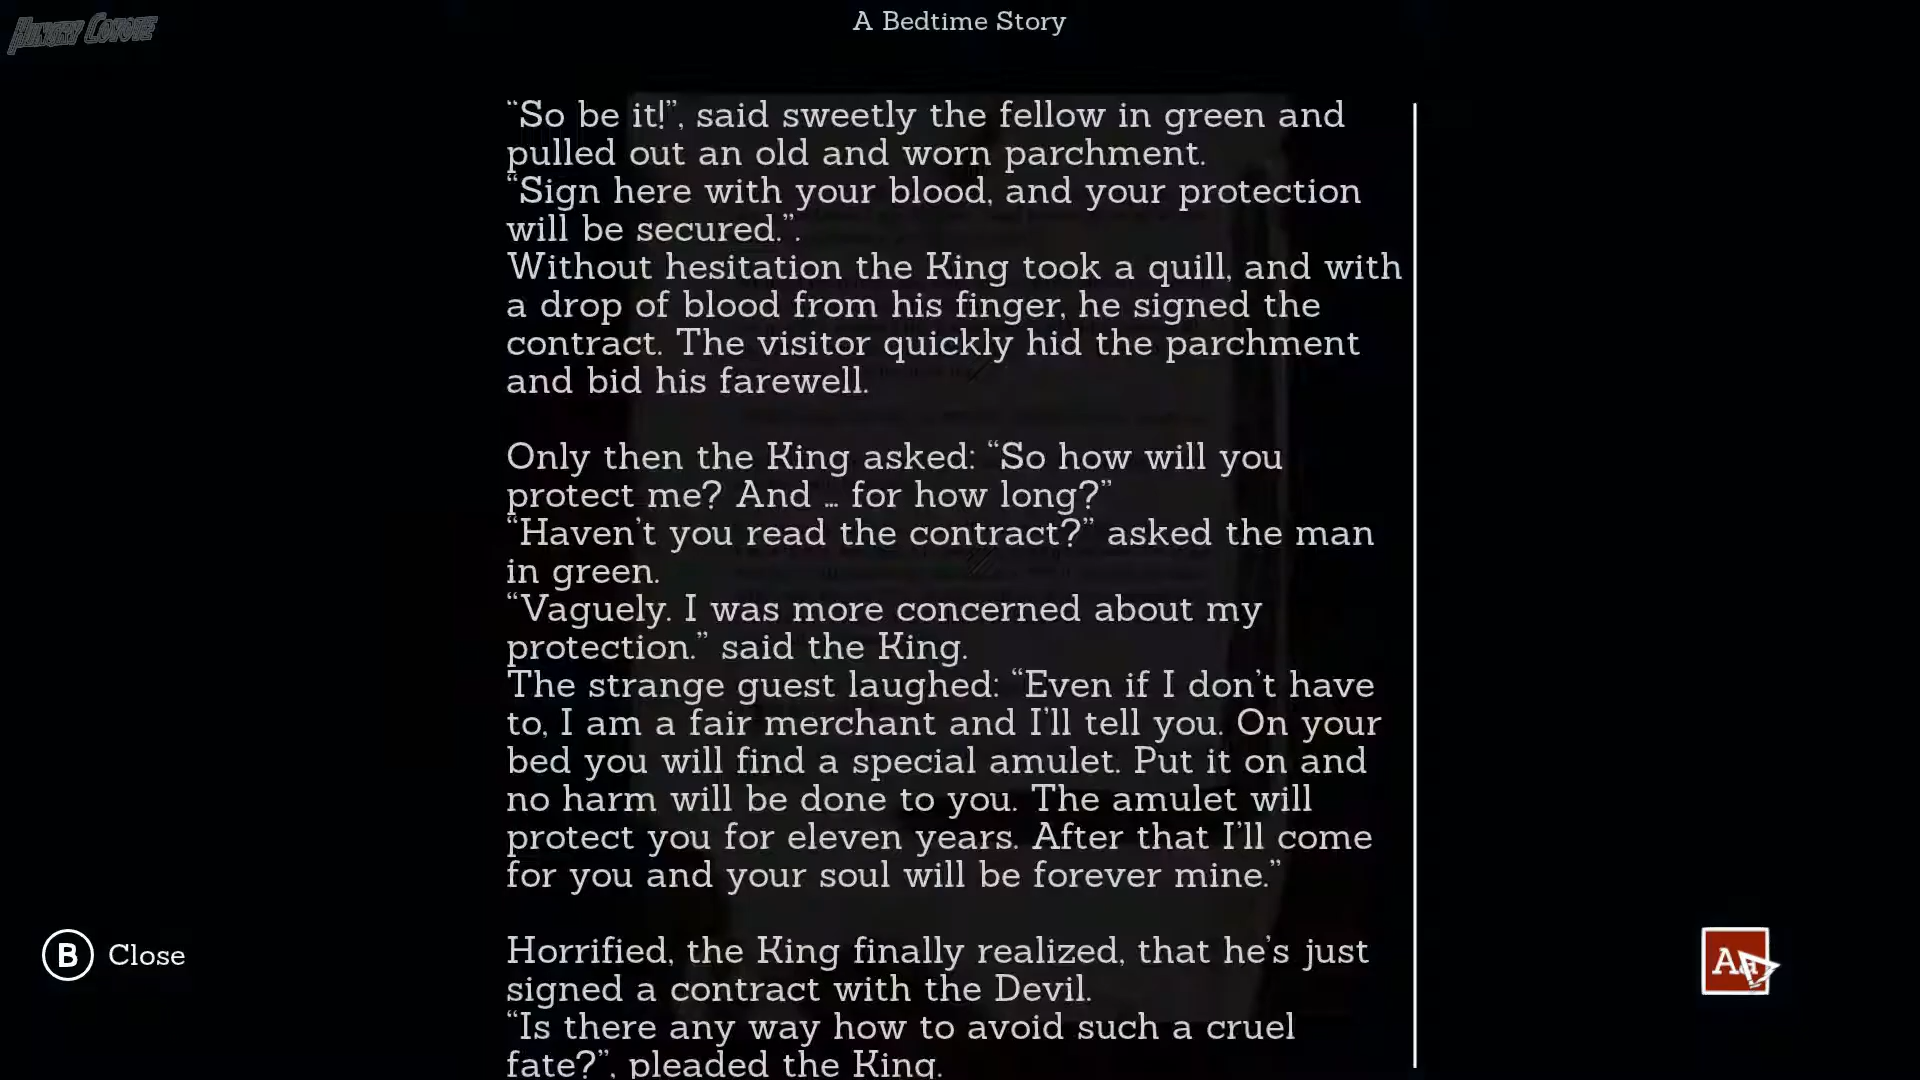 Hungry Coyote
A Bedtime Story
“So be it!”, said sweetly the fellow in green and
pulled out an old and worn parchment.
“Sign here with your blood, and your protection
will be secured.”.
Without hesitation the King took a quill, and with
a drop of blood from his finger, he signed the
contract. The visitor quickly hid the parchment
and bid his farewell.
Only then the King asked: “So how will you
protect me? And ... for how long?”
“Haven’t you read the contract?” asked the man
in green.
“Vaguely. I was more concerned about my
protection.” said the King.
The strange guest laughed: “Even if I don’t have
to, I am a fair merchant and I’ll tell you. On your
bed you will find a special amulet. Put it on and
no harm will be done to you. The amulet will
protect you for eleven years. After that I’ll come
for you and your soul will be forever mine.”
Horrified, the King finally realized, that he’s just
signed a contract with the Devil.
“Is there any way how to avoid such a cruel
fate?”, pleaded the King.
B Close
Aa